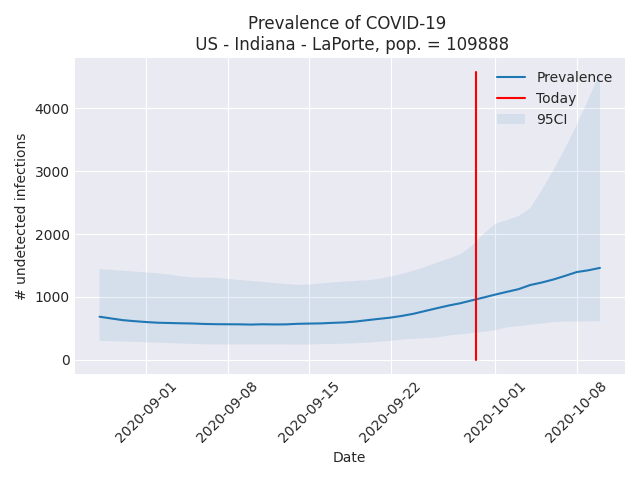 Prevalence of COVID-19
US - Indiana - LaPorte, pop. = 109888
Prevalence
Today
95CI
4000
3000
2000
1000
0
# undetected infections
2020-09-01
2020-09-08
2020-09-15
2020-09-22
2020-10-01
2020-10-08
Date